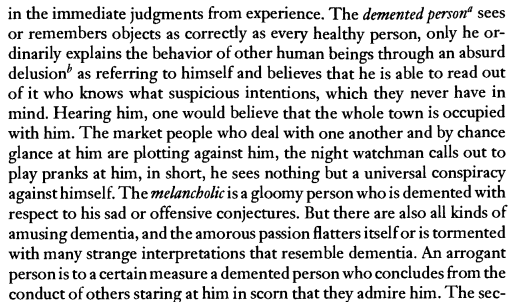 in the immediate judgments from experience. The demented personᵃ sees
or remembers objects as correctly as every healthy person, only he or-
dinarily explains the behavior of other human beings through an absurd
delusionᵇ as referring to himself and believes that he is able to read out
of it who knows what suspicious intentions, which they never have in
mind. Hearing him, one would believe that the whole town is occupied
with him. The market people who deal with one another and by chance
glance at him are plotting against him, the night watchman calls out to
play pranks at him, in short, he sees nothing but a universal conspiracy
against himself. The melancholic is a gloomy person who is demented with
respect to his sad or offensive conjectures. But there are also all kinds of
amusing dementia, and the amorous passion flatters itself or is tormented
with many strange interpretations that resemble dementia. An arrogant
person is to a certain measure a demented person who concludes from the
conduct of others staring at him in scorn that they admire him. The sec-